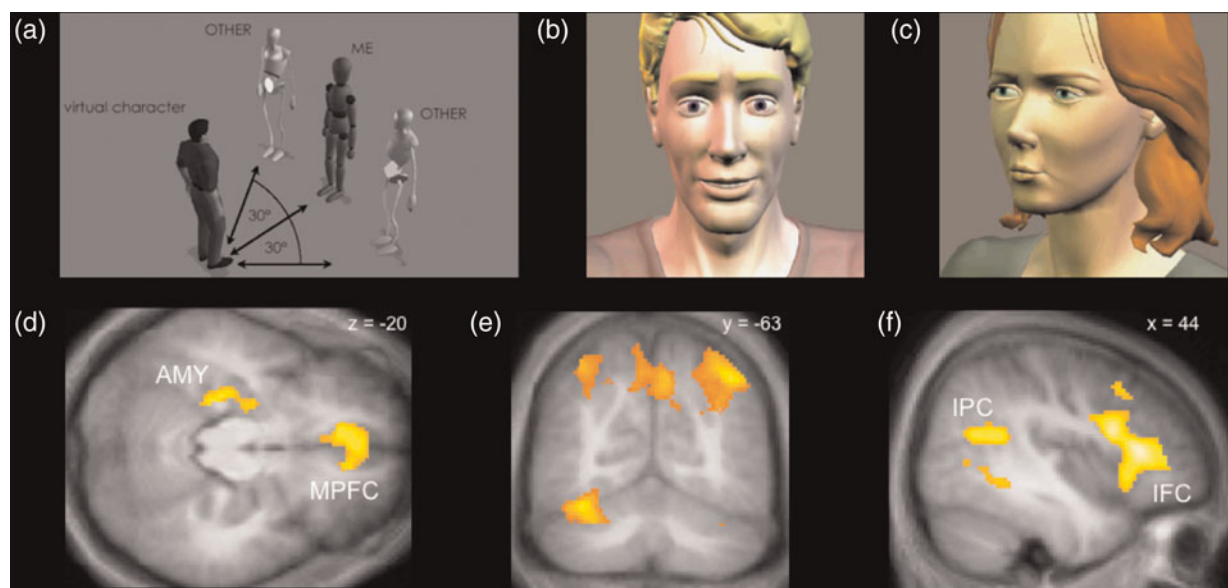 (a)
OTHER
ME
virtual character
OTHER
30°
30°
(b)
(c)
(d)
z = -20
AMY
MPFC
(e)
y = -63
(f)
x = 44
IPC
IFC